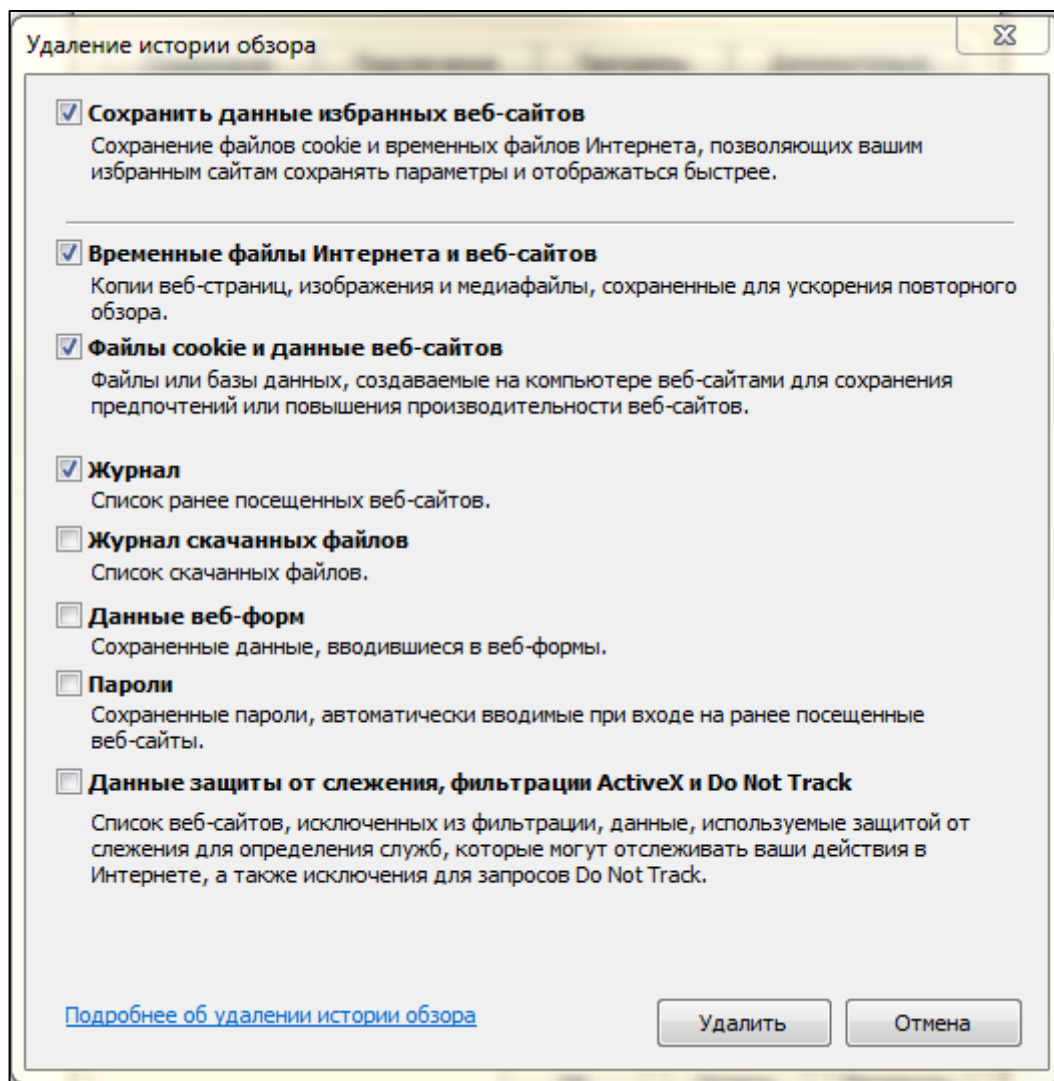 Удаление истории обзора
Сохранить данные избранных веб-сайтов
Сохранение файлов cookie и временных файлов Интернета, позволяющих вашим
избранным сайтам сохранять параметры и отображаться быстрее.
Временные файлы Интернета и веб-сайтов
Копии веб-страниц, изображения и медиафайлы, сохраненные для ускорения повторного
обзора.
Файлы cookie и данные веб-сайтов
Файлы или базы данных, создаваемые на компьютере веб-сайтами для сохранения
предпочтений или повышения производительности веб-сайтов.
Журнал
Список ранее посещенных веб-сайтов.
Журнал скачанных файлов
Список скачанных файлов.
Данные веб-форм
Сохраненные данные, вводившиеся в веб-формы.
Пароли
Сохраненные пароли, автоматически вводимые при входе на ранее посещенные
веб-сайты.
Данные защиты от слежения, фильтрации ActiveX и Do Not Track
Список веб-сайтов, исключенных из фильтрации, данные, используемые защитой от
слежения для определения служб, которые могут отслеживать ваши действия в
Интернете, а также исключения для запросов Do Not Track.
Подробнее об удалении истории обзора
Удалить
Отмена